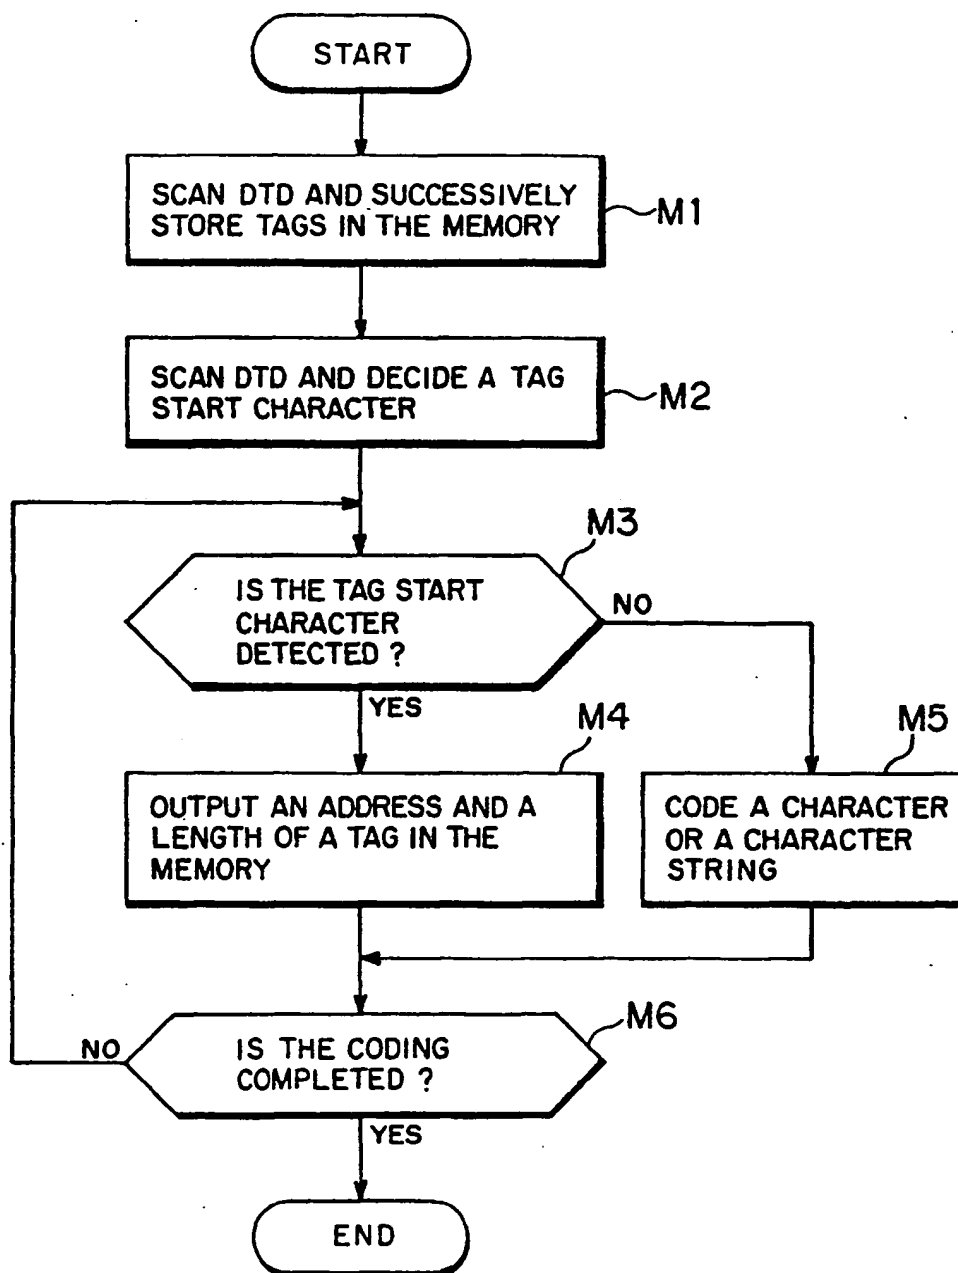 START
SCAN DTD AND SUCCESSIVELY
STORE TAGS IN THE MEMORY
M1
SCAN DTD AND DECIDE A TAG
START CHARACTER
M2
M3
IS THE TAG START
CHARACTER
DETECTED ?
NO
YES
M4
OUTPUT AN ADDRESS AND A
LENGTH OF A TAG IN THE
MEMORY
M5
CODE A CHARACTER
OR A CHARACTER
STRING
M6
IS THE CODING
COMPLETED ?
NO
YES
END